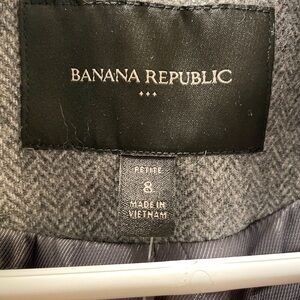 BANANA REPUBLIC
PETITE
8
MADE IN
VIETNAM